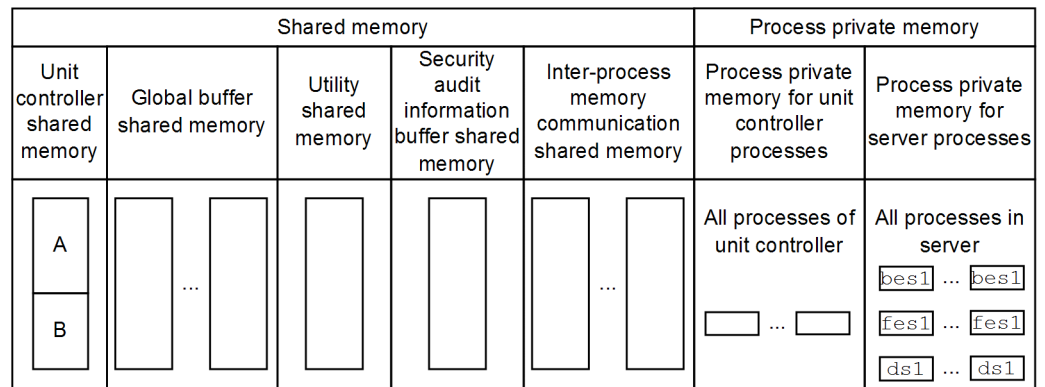 Shared memory
Process private memory
Unit
controller
shared
memory
Global buffer
shared memory
Utility
shared
memory
Security
audit
information
buffer shared
memory
Inter-process
memory
communication
shared memory
Process private
memory for unit
controller
processes
Process private
memory for
server processes
A
B
...
...
All processes of
unit controller
...
All processes in
server
bes1 ... bes1
fes1 ... fes1
ds1 ... ds1